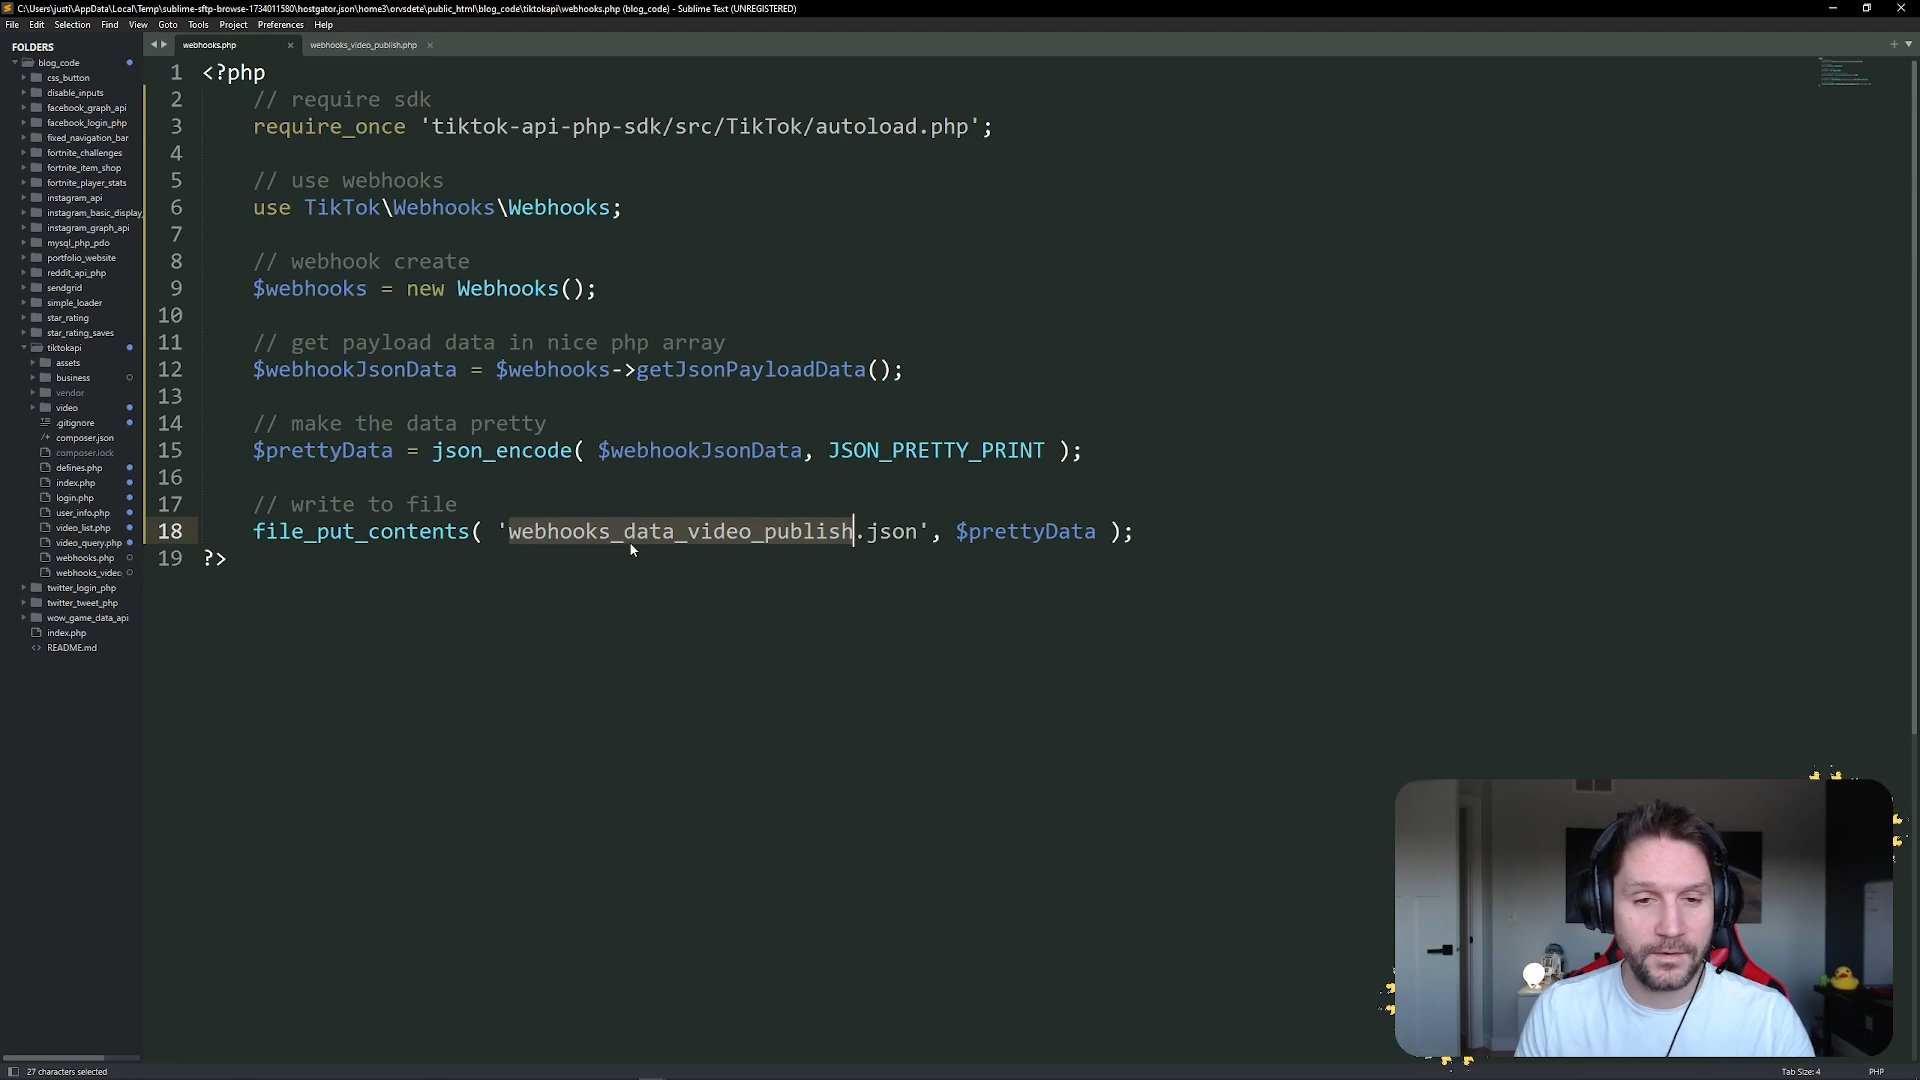 C:\Users\justi\AppData\Local\Temp\sublime-sftp-browse-1734011580\hostgator.json\home3\orvsdete\public_html\blog_code\tiktokapi\webhooks.php (blog_code) - Sublime Text (UNREGISTERED)
File Edit Selection Find View Goto Tools Project Preferences Help
FOLDERS
blog_code
css_button
disable_inputs
facebook_graph_api
facebook_login_php
fixed_navigation_bar
fortnite_challenges
fortnite_item_shop
fortnite_player_stats
instagram_api
instagram_basic_display_
instagram_graph_api
mysql_php_pdo
portfolio_website
reddit_api_php
sendgrid
simple_loader
star_rating
star_rating_saves
tiktokapi
assets
business
vendor
video
.gitignore
composer.json
composer.lock
defines.php
index.php
login.php
user_info.php
video_list.php
video_query.php
webhooks.php
webhooks_video
twitter_login_php
twitter_tweet_php
wow_game_data_api
index.php
README.md
webhooks.php × webhooks_video_publish.php ×
1 <?php
2 // require sdk
3 require_once 'tiktok-api-php-sdk/src/TikTok/autoload.php';
4
5 // use webhooks
6 use TikTok\Webhooks\Webhooks;
7
8 // webhook create
9 $webhooks = new Webhooks();
10
11 // get payload data in nice php array
12 $webhookJsonData = $webhooks->getJsonPayloadData();
13
14 // make the data pretty
15 $prettyData = json_encode( $webhookJsonData, JSON_PRETTY_PRINT );
16
17 // write to file
18 file_put_contents( 'webhooks_data_video_publish.json', $prettyData );
19 ?>
27 characters selected
Tab Size: 4 PHP